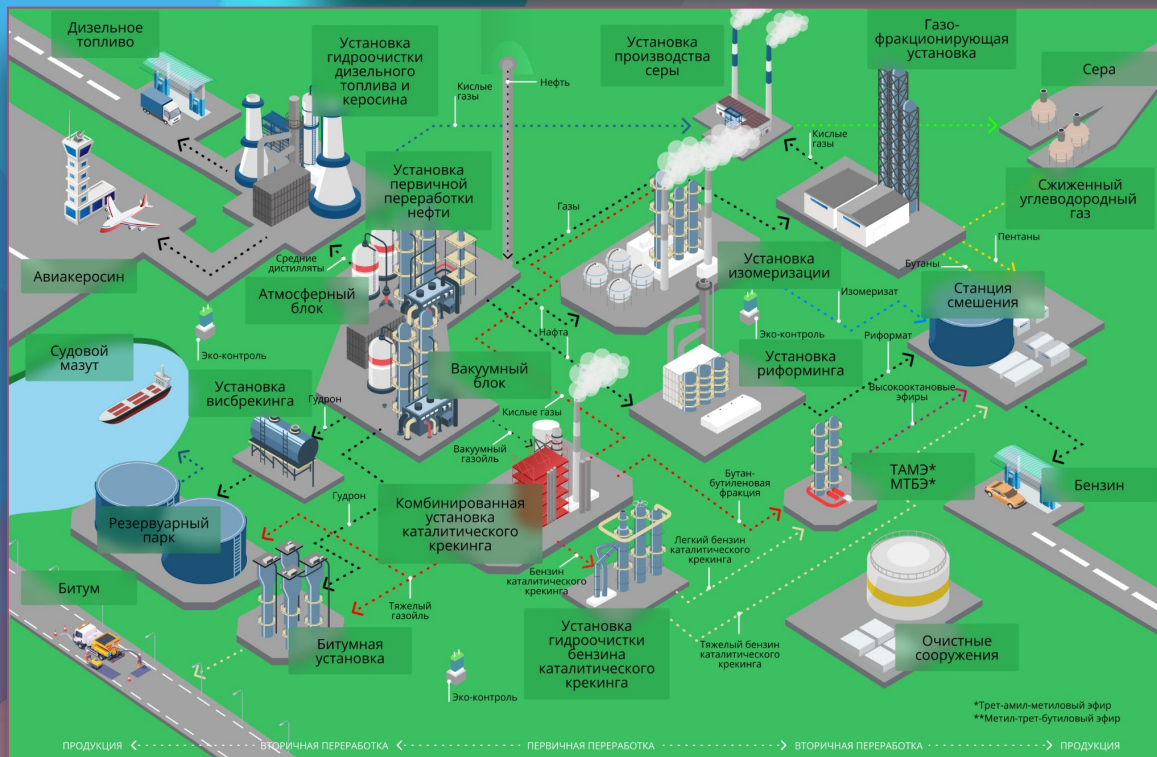 Дизельное
топливо
Установка
гидроочистки
дизельного
топлива и
керосина
Кислые
газы
Нефть
Установка
производства
серы
Газо-
фракционирующая
установка
Сера
Кислые
газы
Установка
первичной
переработки
нефти
Газы
Сжиженный
углеводородный
газ
Авиакеросин
Средние
дистилляты
Атмосферный
блок
Установка
изомеризации
Пентаны
Бутаны
Изомеризат
Станция
смешения
Эко-контроль
Нафта
Эко-контроль
Риформат
Судовой
мазут
Установка
висбрекинга
Вакуумный
блок
Установка
риформинга
Высокооктановые
эфиры
Гудрон
Кислые газы
Вакуумный
газойль
Бутан-
бутиленовая
фракция
ТАМЭ*
МТБЭ*
Бензин
Резервуарный
парк
Гудрон
Комбинированная
установка
каталитического
крекинга
Легкий бензин
каталитического
крекинга
Бензин
каталитического
крекинга
Битум
Тяжелый
газойль
Битумная
установка
Установка
гидроочистки
бензина
каталитического
крекинга
Тяжелый бензин
каталитического
крекинга
Очистные
сооружения
Эко-контроль
*Трет-амил-метиловый эфир
**Метил-трет-бутиловый эфир
ПРОДУКЦИЯ ВТОРИЧНАЯ ПЕРЕРАБОТКА ПЕРВИЧНАЯ ПЕРЕРАБОТКА ВТОРИЧНАЯ ПЕРЕРАБОТКА ПРОДУКЦИЯ